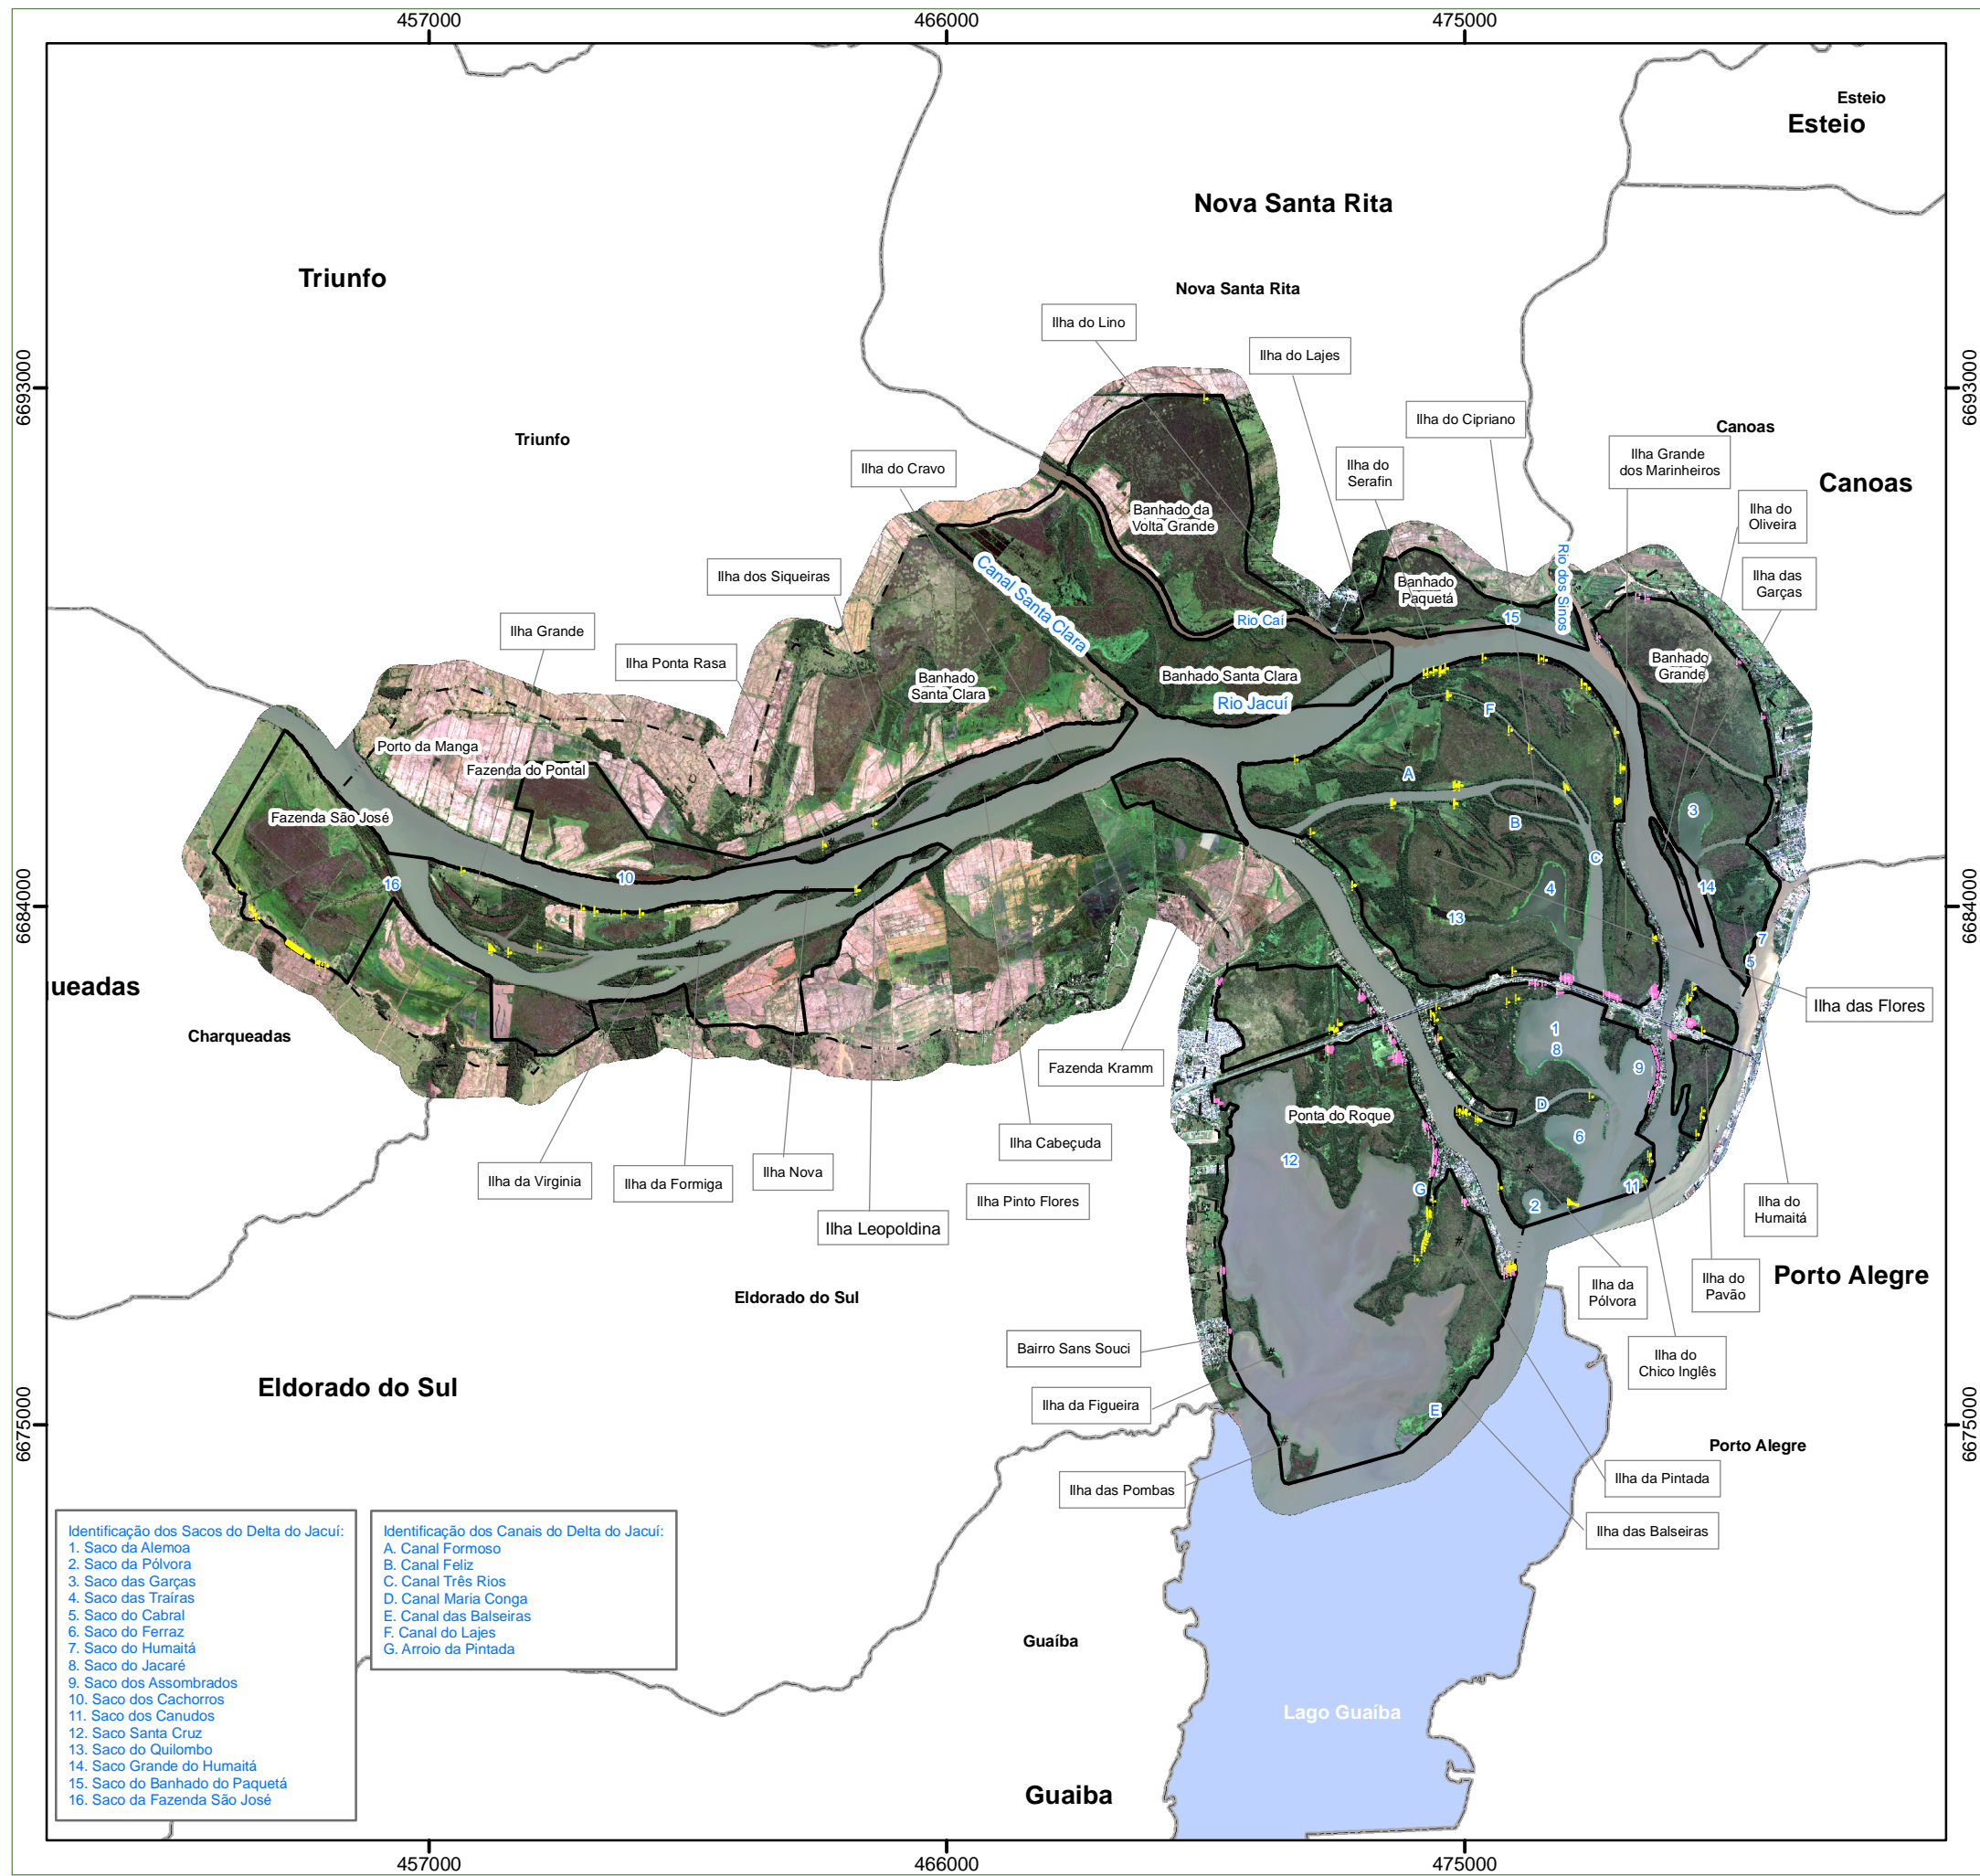 457000
466000
475000
Esteio
Esteio
Nova Santa Rita
Triunfo
Nova Santa Rita
Ilha do Lino
Ilha do Lajes
6693000
6693000
Ilha do Cipriano
Canoas
Triunfo
Ilha Grande
dos Marinheiros
Ilha do Cravo
Ilha do
Serafin
Canoas
Ilha do
Oliveira
Banhado da
Volta Grande
Rio dos Sinos
Ilha dos Siqueiras
Canal Santa Clara
Banhado
Paquetá
Ilha das
Garças
Ilha Grande
Rio Caí
15
Ilha Ponta Rasa
Banhado
Santa Clara
Banhado Santa Clara
Banhado
Grande
Rio Jacuí
F
Porto da Manga
Fazenda do Pontal
A
Fazenda São José
3
B
C
10
16
4
14
6684000
6684000
13
7
5
ueadas
Ilha das Flores
Charqueadas
1
8
Fazenda Kramm
9
D
Ponta do Roque
6
Ilha Cabeçuda
12
Ilha da Virginia
Ilha da Formiga
Ilha Nova
G
11
2
Ilha Pinto Flores
Ilha do
Humaitá
Ilha Leopoldina
Ilha da
Pólvora
Ilha do
Pavão
Porto Alegre
Eldorado do Sul
Bairro Sans Souci
Ilha do
Chico Inglês
Eldorado do Sul
Ilha da Figueira
E
6675000
6675000
Porto Alegre
Ilha das Pombas
Ilha da Pintada
Ilha das Balseiras
Identificação dos Sacos do Delta do Jacuí:
1. Saco da Alemoa
2. Saco da Pólvora
3. Saco das Garças
4. Saco das Traíras
5. Saco do Cabral
6. Saco do Ferraz
7. Saco do Humaitá
8. Saco do Jacaré
9. Saco dos Assombrados
10. Saco dos Cachorros
11. Saco dos Canudos
12. Saco Santa Cruz
13. Saco do Quilombo
14. Saco Grande do Humaitá
15. Saco do Banhado do Paquetá
16. Saco da Fazenda São José
Identificação dos Canais do Delta do Jacuí:
A. Canal Formoso
B. Canal Feliz
C. Canal Três Rios
D. Canal Maria Conga
E. Canal das Balseiras
F. Canal do Lajes
G. Arroio da Pintada
Guaíba
Lago Guaíba
Guaiba
457000
466000
475000